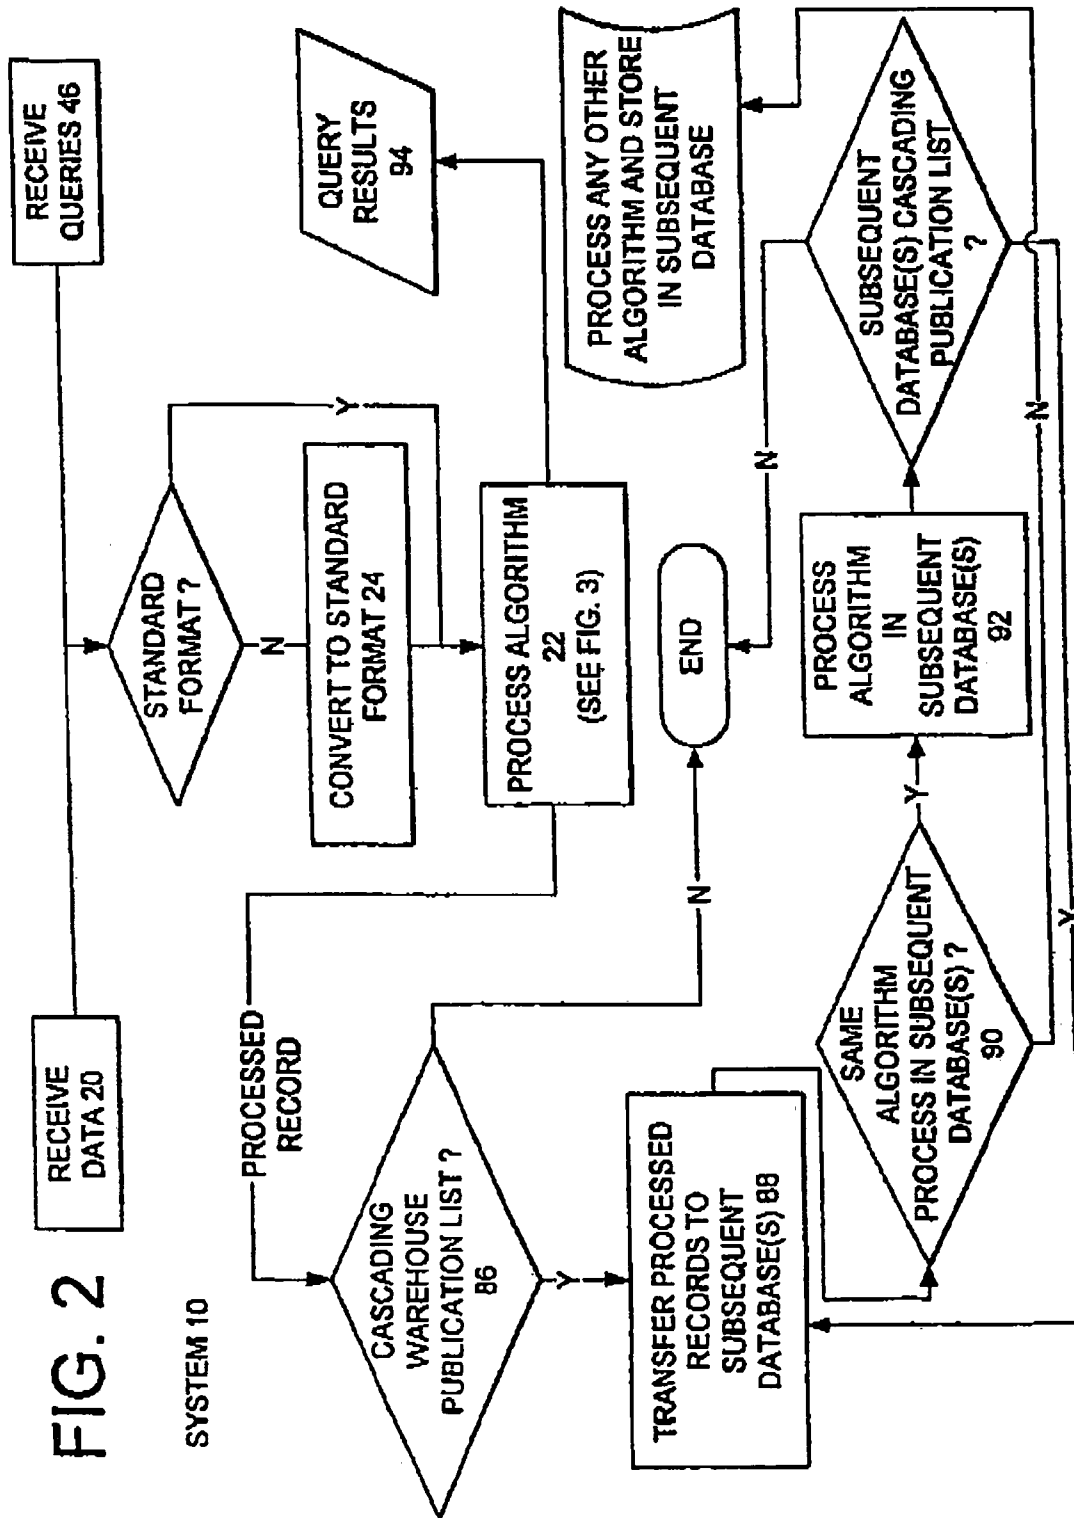 FIG. 2
SYSTEM 10
RECEIVE
DATA 20
RECEIVE
QUERIES 46
STANDARD
FORMAT ?
Y
N
CONVERT TO STANDARD
FORMAT 24
PROCESS ALGORITHM
22
(SEE FIG. 3)
QUERY
RESULTS
94
PROCESSED
RECORD
CASCADING
WAREHOUSE
PUBLICATION LIST ?
86
N
Y
END
TRANSFER PROCESSED
RECORDS TO
SUBSEQUENT
DATABASE(S) 88
SAME
ALGORITHM
PROCESS IN SUBSEQUENT
DATABASE(S) ?
90
Y
N
PROCESS
ALGORITHM
IN
SUBSEQUENT
DATABASE(S)
92
SUBSEQUENT
DATABASE(S) CASCADING
PUBLICATION LIST
?
N
Y
PROCESS ANY OTHER
ALGORITHM AND STORE
IN SUBSEQUENT
DATABASE